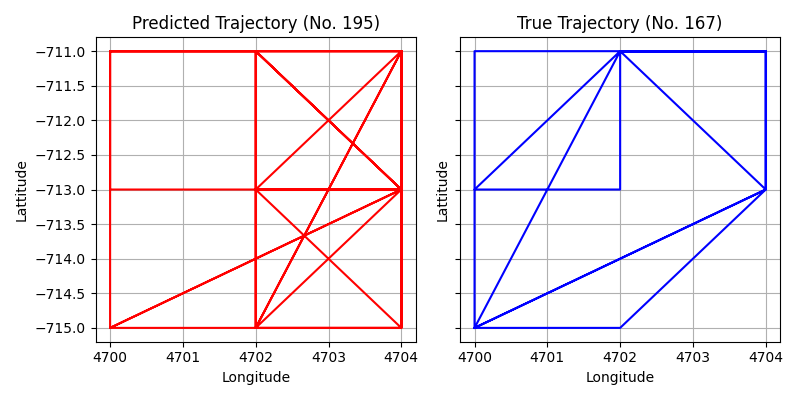 Predicted Trajectory (No. 195)
True Trajectory (No. 167)
−711.0
−711.5
−712.0
−712.5
−713.0
−713.5
−714.0
−714.5
−715.0
Lattitude
Lattitude
4700 4701 4702 4703 4704
4700 4701 4702 4703 4704
Longitude
Longitude